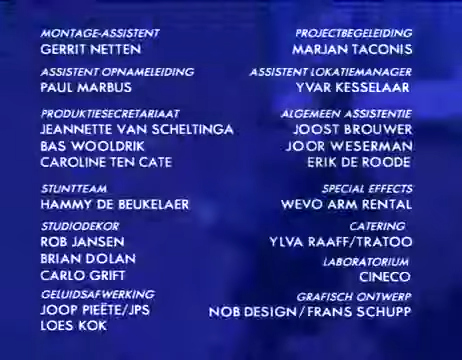 MONTAGE-ASSISTENT
GERRIT NETTEN
ASSISTENT OPNAMELEIDING
PAUL MARBUS
PRODUKTIESECRETARIAAT
JEANNETTE VAN SCHELTINGA
BAS WOOLDRIK
CAROLINE TEN CATE
STUNTTEAM
HAMMY DE BEUKELAER
STUDIODEKOR
ROB JANSEN
BRIAN DOLAN
CARLO GRIFT
GELUIDSAFWERKING
JOOP PIEËTE/JPS
LOES KOK
PROJECTBEGELEIDING
MARJAN TACONIS
ASSISTENT LOKATIEMANAGER
YVAR KESSELAAR
ALGEMEEN ASSISTENTIE
JOOST BROUWER
JOOR WESERMAN
ERIK DE ROODE
SPECIAL EFFECTS
WEVO ARM RENTAL
CATERING
YLVA RAAFF/TRATOO
LABORATORIUM
CINECO
GRAFISCH ONTWERP
NOB DESIGN/FRANS SCHUPP